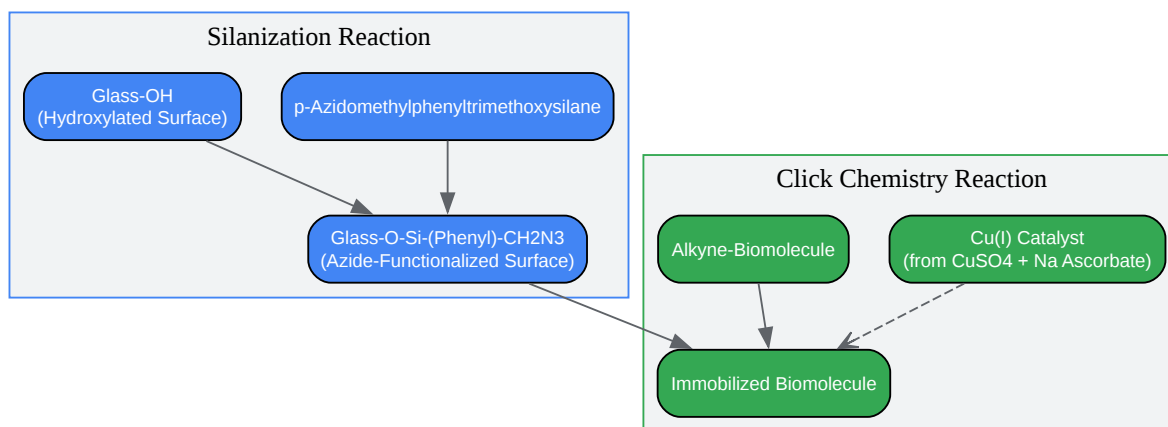 Silanization Reaction
Glass-OH
(Hydroxylated Surface)
p-Azidomethylphenyltrimethoxysilane
Glass-O-Si-(Phenyl)-CH2N3
(Azide-Functionalized Surface)
Click Chemistry Reaction
Alkyne-Biomolecule
Cu(I) Catalyst
(from CuSO4 + Na Ascorbate)
Immobilized Biomolecule